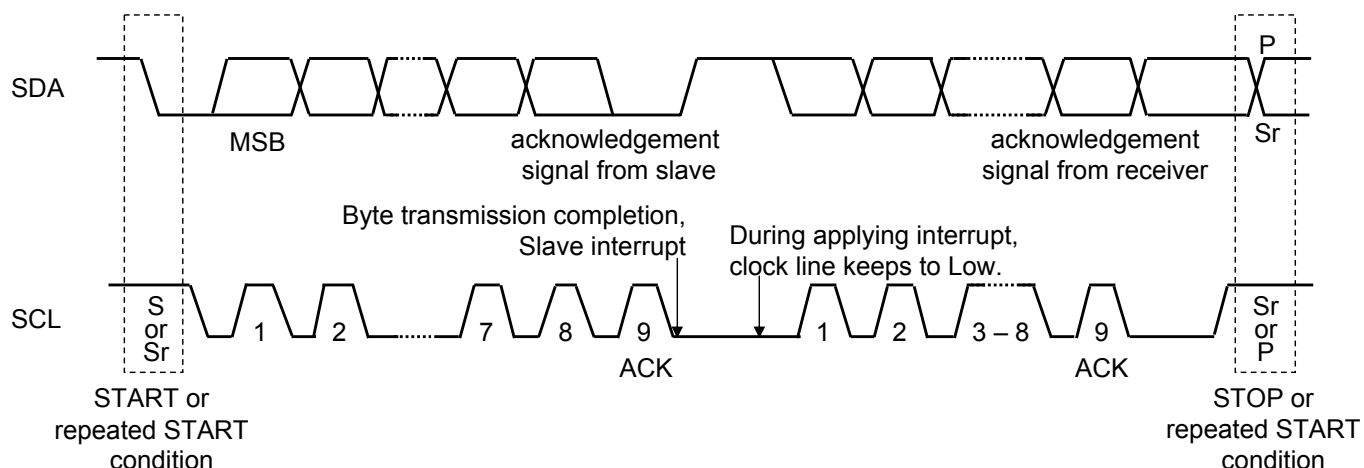 P
SDA
MSB
acknowledgement
signal from slave
acknowledgement
signal from receiver
Sr
Byte transmission completion,
Slave interrupt
During applying interrupt,
clock line keeps to Low.
SCL
S
or
Sr
1
2
7
8
9
1
2
3 – 8
9
Sr
or
P
ACK
ACK
START or
repeated START
condition
STOP or
repeated START
condition